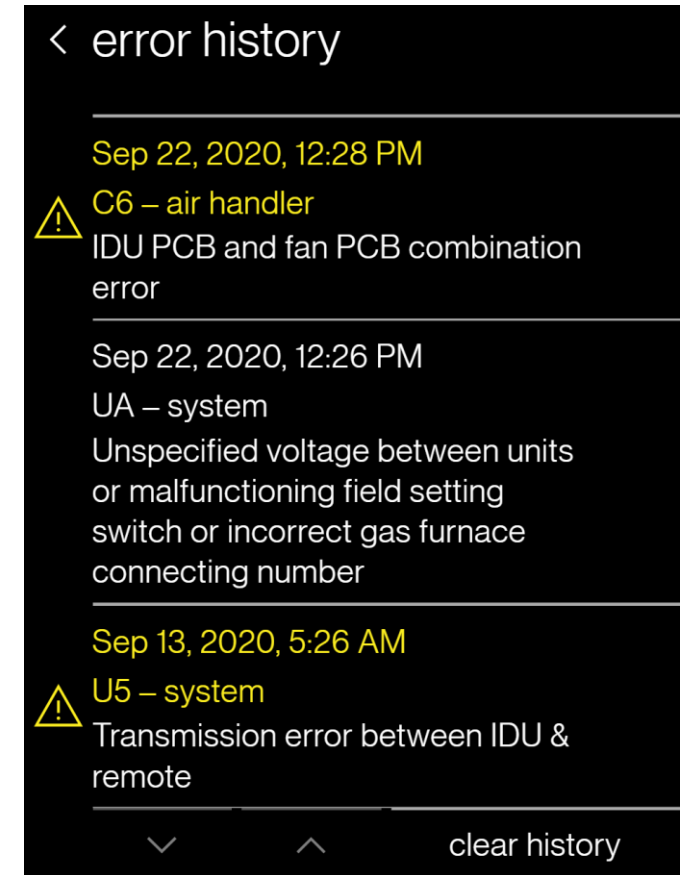 error history
Sep 22, 2020, 12:28 PM
C6 – air handler
IDU PCB and fan PCB combination
error
Sep 22, 2020, 12:26 PM
UA – system
Unspecified voltage between units
or malfunctioning field setting
switch or incorrect gas furnace
connecting number
Sep 13, 2020, 5:26 AM
U5 – system
Transmission error between IDU &
remote
clear history